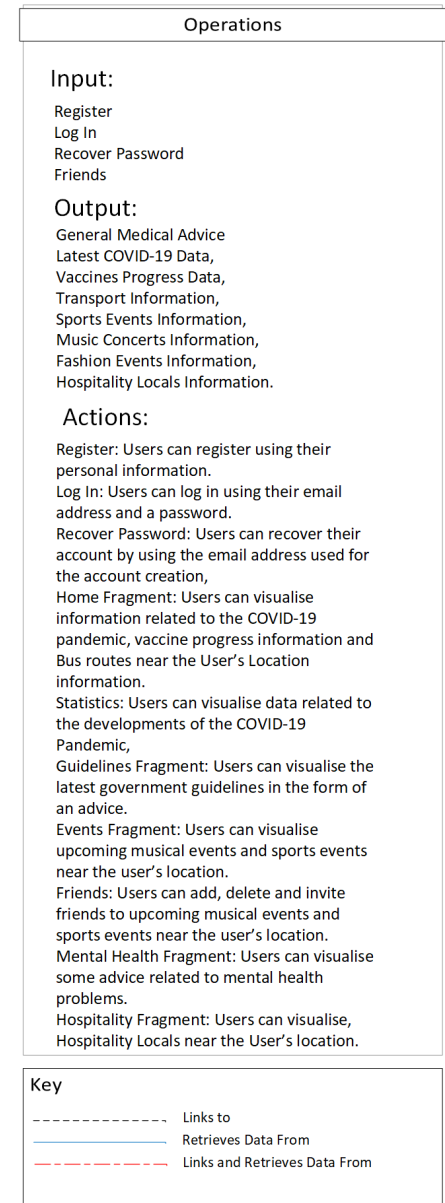 Operations
Input:
Register
Log In
Recover Password
Friends
Output:
General Medical Advice
Latest COVID-19 Data,
Vaccines Progress Data,
Transport Information,
Sports Events Information,
Music Concerts Information,
Fashion Events Information,
Hospitality Locals Information.
Actions:
Register: Users can register using their
personal information.
Log In: Users can log in using their email
address and a password.
Recover Password: Users can recover their
account by using the email address used for
the account creation,
Home Fragment: Users can visualise
information related to the COVID-19
pandemic, vaccine progress information and
Bus routes near the User's Location
information.
Statistics: Users can visualise data related to
the developments of the COVID-19
Pandemic,
Guidelines Fragment: Users can visualise the
latest government guidelines in the form of
an advice.
Events Fragment: Users can visualise
upcoming musical events and sports events
near the user's location.
Friends: Users can add, delete and invite
friends to upcoming musical events and
sports events near the user's location.
Mental Health Fragment: Users can visualise
some advice related to mental health
problems.
Hospitality Fragment: Users can visualise,
Hospitality Locals near the User's location.
Key
Links to
Retrieves Data From
Links and Retrieves Data From